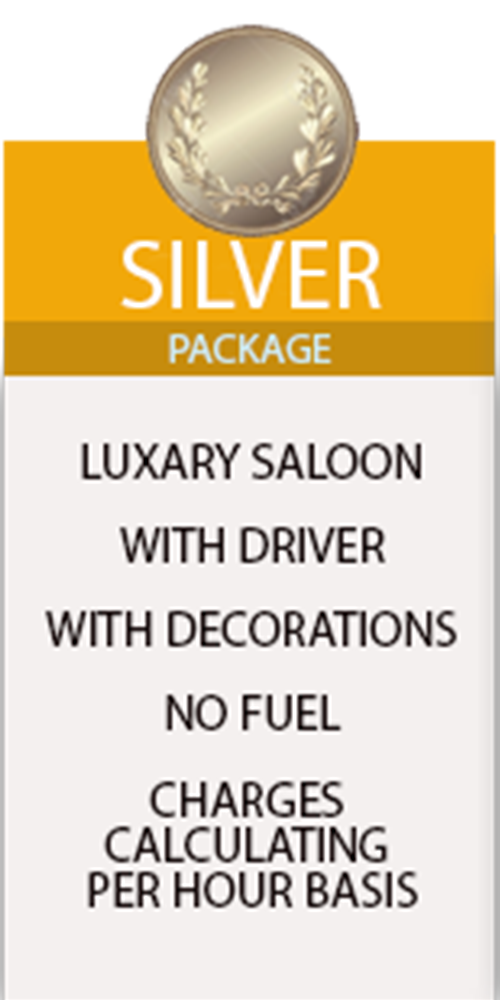 SILVER
PACKAGE
LUXARY SALOON
WITH DRIVER
WITH DECORATIONS
NO FUEL
CHARGES
CALCULATING
PER HOUR BASIS